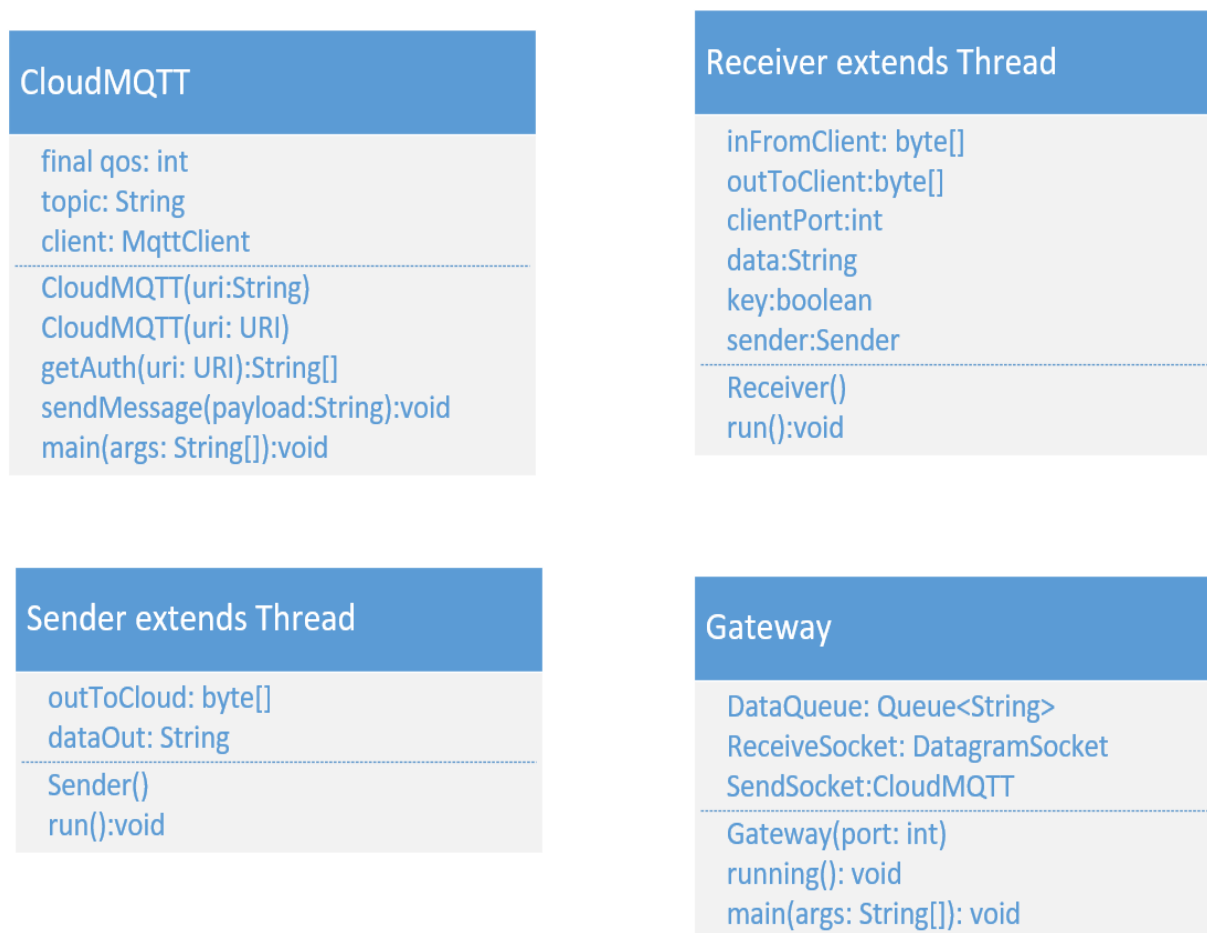 CloudMQTT
final qos: int
topic: String
client: MqttClient
CloudMQTT(uri:String)
CloudMQTT(uri: URI)
getAuth(uri: URI):String[]
sendMessage(payload:String):void
main(args: String[]):void
Receiver extends Thread
inFromClient: byte[]
outToClient:byte[]
clientPort:int
data:String
key:boolean
sender:Sender
Receiver()
run():void
Sender extends Thread
outToCloud: byte[]
dataOut: String
Sender()
run():void
Gateway
DataQueue: Queue<String>
ReceiveSocket: DatagramSocket
SendSocket:CloudMQTT
Gateway(port: int)
running(): void
main(args: String[]): void